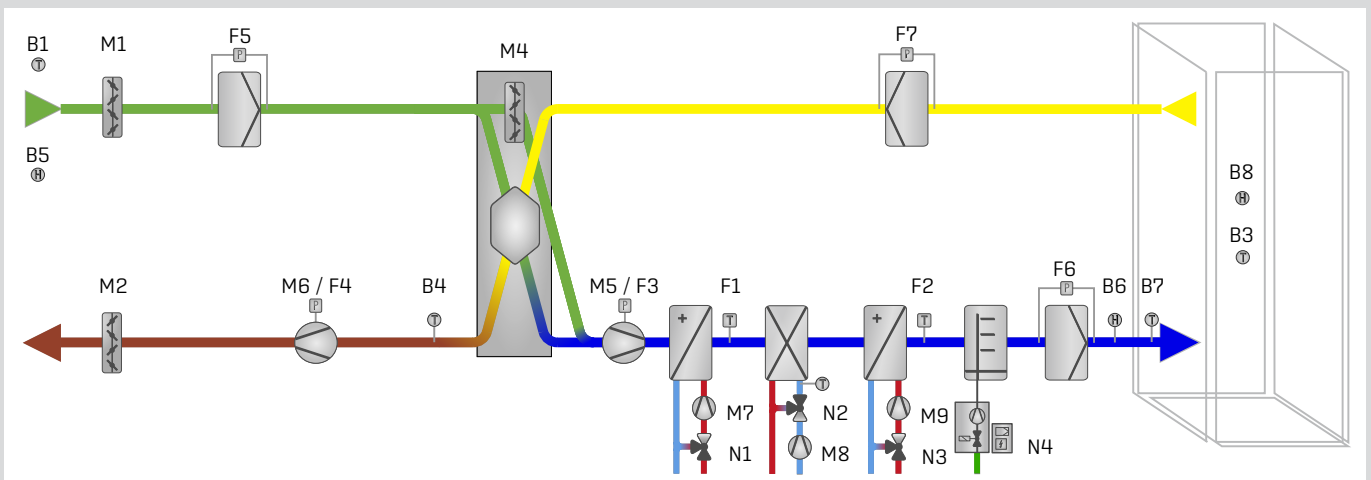 B1 M1 F5 M4 F7
T P P
B5
H
B8
H
B3
T
M2 M6 / F4 B4 M5 / F3 F1 F2 F6 B6 B7
P T P T T P H T
+ +
T
M7 N2 M9
N1 M8 N3 N4